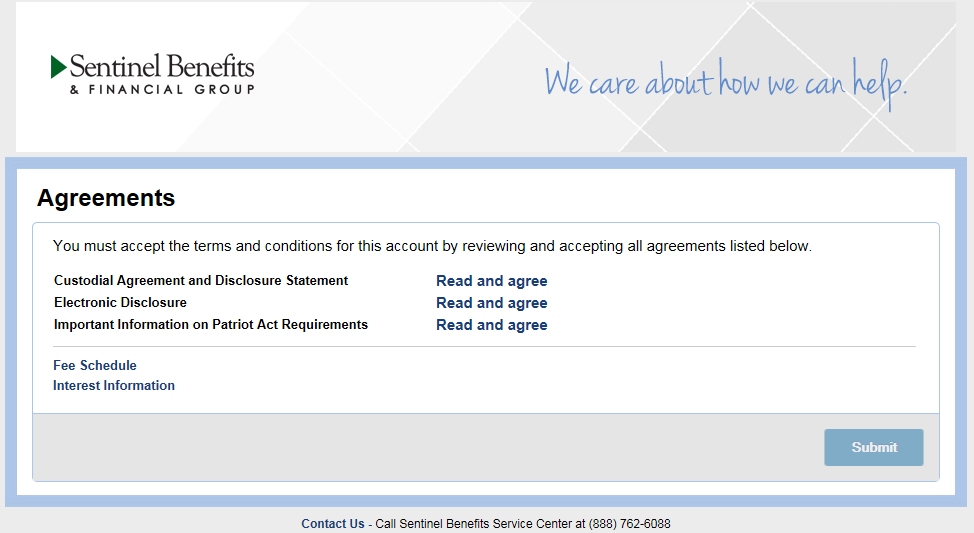 Sentinel Benefits
& FINANCIAL GROUP
We care about how we can help.
Agreements
You must accept the terms and conditions for this account by reviewing and accepting all agreements listed below.
Custodial Agreement and Disclosure Statement Read and agree
Electronic Disclosure Read and agree
Important Information on Patriot Act Requirements Read and agree
Fee Schedule
Interest Information
Submit
Contact Us - Call Sentinel Benefits Service Center at (888) 762-6088